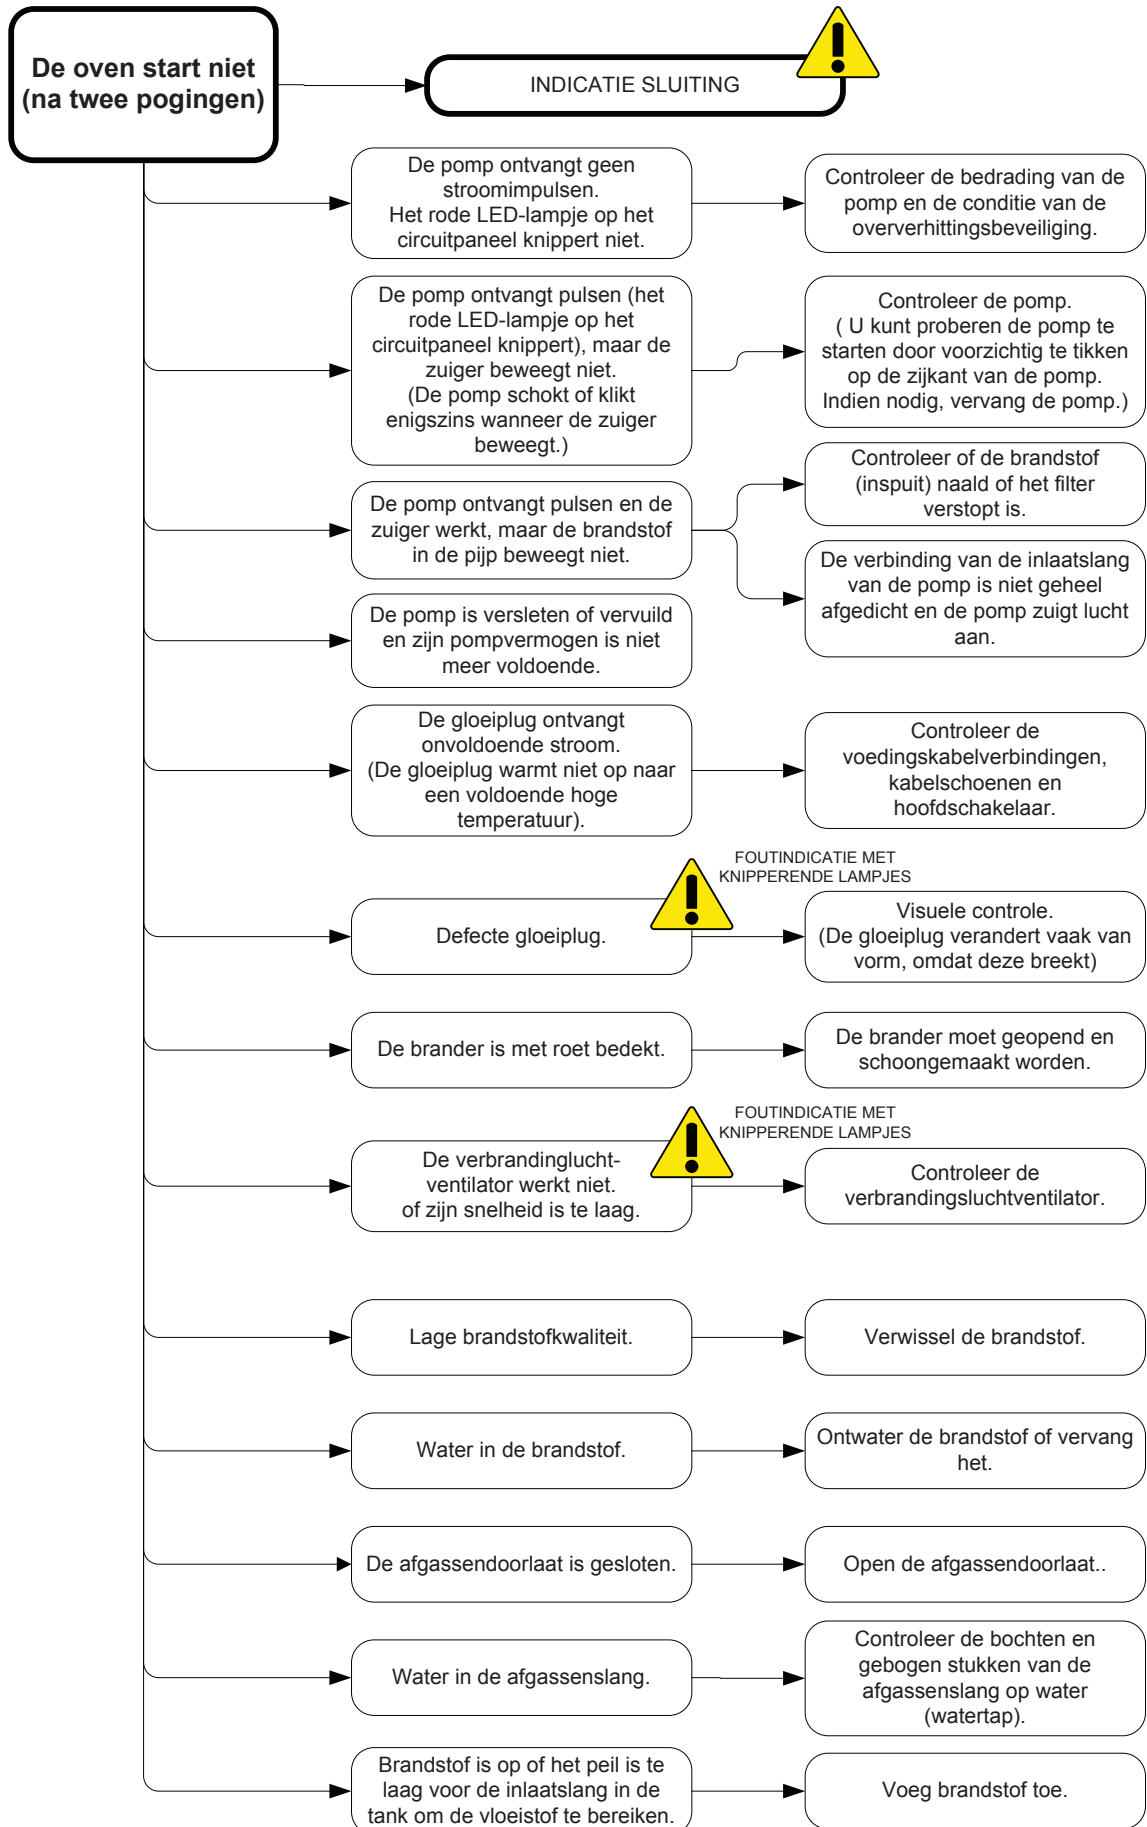 De oven start niet
(na twee pogingen)
INDICATIE SLUITING
De pomp ontvangt geen
stroomimpulsen.
Het rode LED-lampje op het
circuitpaneel knippert niet.
Controleer de bedrading van de
pomp en de conditie van de
oververhittingsbeveiliging.
De pomp ontvangt pulsen (het
rode LED-lampje op het
circuitpaneel knippert), maar de
zuiger beweegt niet.
(De pomp schokt of klikt
enigszins wanneer de zuiger
beweegt.)
Controleer de pomp.
( U kunt proberen de pomp te
starten door voorzichtig te tikken
op de zijkant van de pomp.
Indien nodig, vervang de pomp.)
De pomp ontvangt pulsen en de
zuiger werkt, maar de brandstof
in de pijp beweegt niet.
Controleer of de brandstof
(inspuit) naald of het filter
verstopt is.
De verbinding van de inlaatslang
van de pomp is niet geheel
afgedicht en de pomp zuigt lucht
aan.
De pomp is versleten of vervuild
en zijn pompvermogen is niet
meer voldoende.
De gloeiplug ontvangt
onvoldoende stroom.
(De gloeiplug warmt niet op naar
een voldoende hoge
temperatuur).
Controleer de
voedingskabelverbindingen,
kabelschoenen en
hoofdschakelaar.
FOUTINDICATIE MET
KNIPPERENDE LAMPJES
Defecte gloeiplug.
Visuele controle.
(De gloeiplug verandert vaak van
vorm, omdat deze breekt)
De brander is met roet bedekt.
De brander moet geopend en
schoongemaakt worden.
FOUTINDICATIE MET
KNIPPERENDE LAMPJES
De verbrandinglucht-
ventilator werkt niet.
of zijn snelheid is te laag.
Controleer de
verbrandingsluchtventilator.
Lage brandstofkwaliteit.
Verwissel de brandstof.
Water in de brandstof.
Ontwater de brandstof of vervang
het.
De afgassendoorlaat is gesloten.
Open de afgassendoorlaat..
Water in de afgassenslang.
Controleer de bochten en
gebogen stukken van de
afgassenslang op water
(watertap).
Brandstof is op of het peil is te
laag voor de inlaatslang in de
tank om de vloeistof te bereiken.
Voeg brandstof toe.